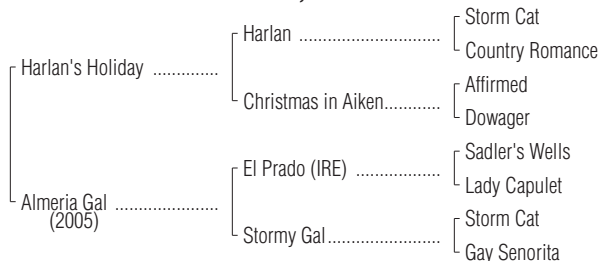 Storm Cat
Harlan ....................
Country Romance
Harlan's Holiday ..............
Affirmed
Christmas in Aiken............
Dowager
Sadler's Wells
El Prado (IRE) .................
Lady Capulet
Almeria Gal ......................
(2005)
Storm Cat
Stormy Gal.......................
Gay Senorita